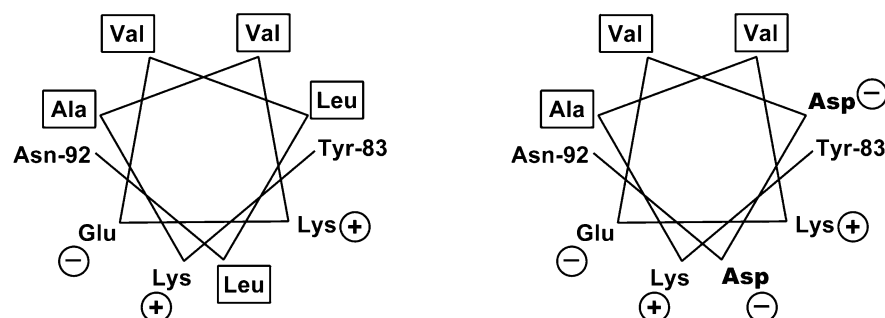 Val Val
Ala Leu
Asn-92 Tyr-83
Glu − Lys +
Lys + Leu
Val Val
Ala Asp −
Asn-92 Tyr-83
Glu − Lys +
Lys + Asp −